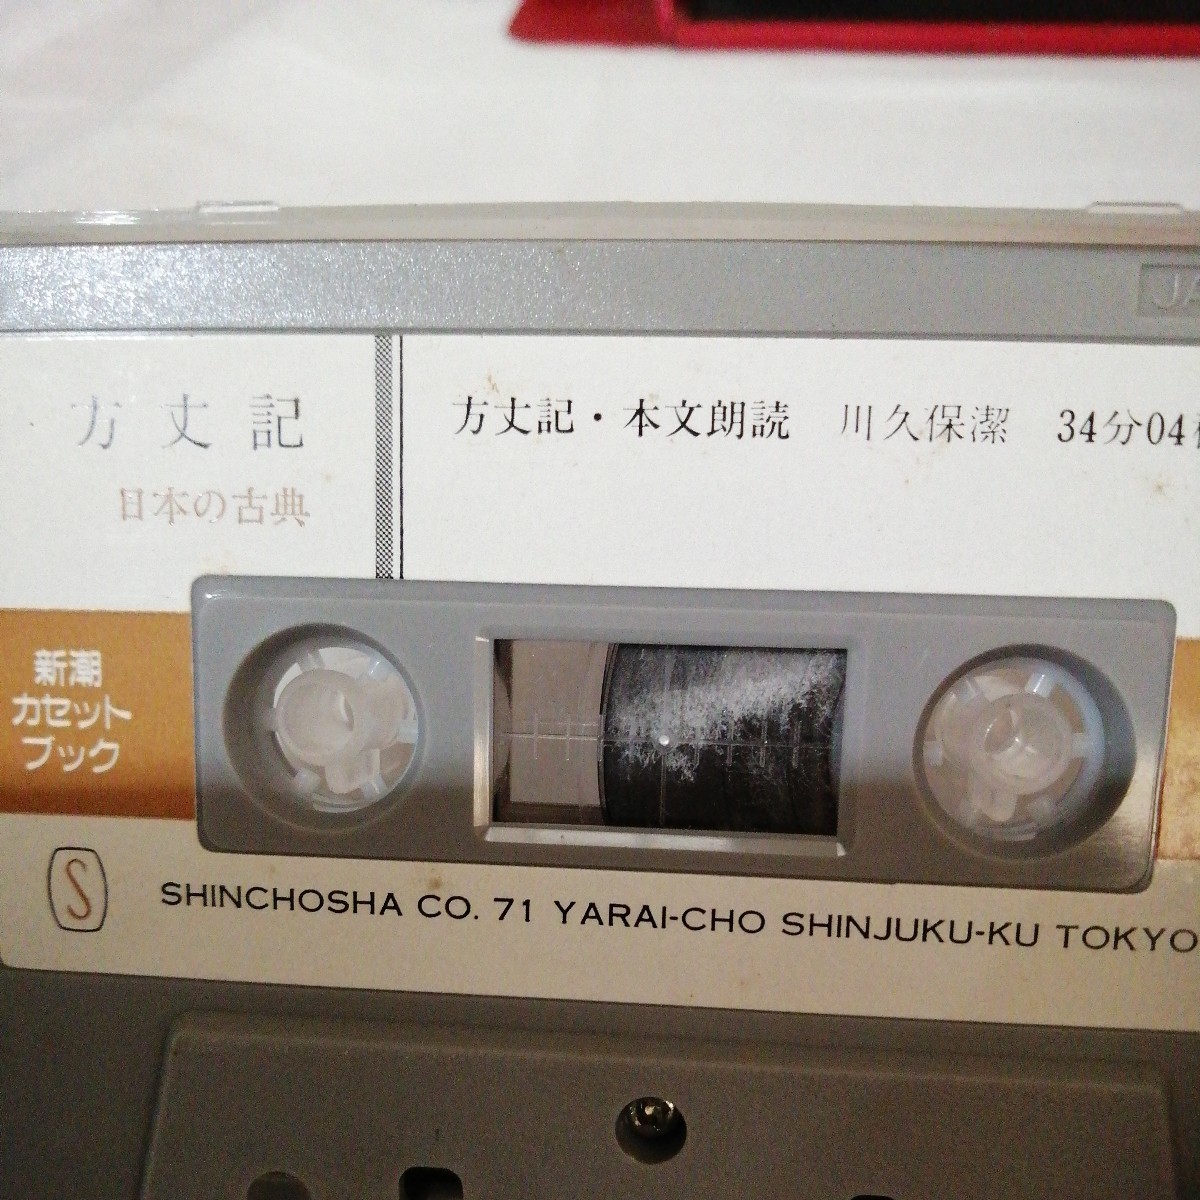 JA
方丈記
日本の古典
方丈記・本文朗読 川久保潔 34分04秒
新潮
カセット
ブック
S
SHINCHOSHA CO. 71 YARAI-CHO SHINJUKU-KU TOKYO